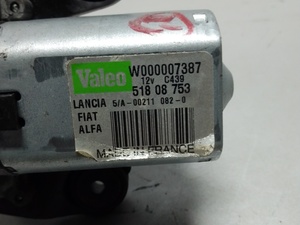 Valeo
W000007387
12v C439
518 08 753
LANCIA 5/A-00211 082-0
FIAT
ALFA
MADE IN FRANCE